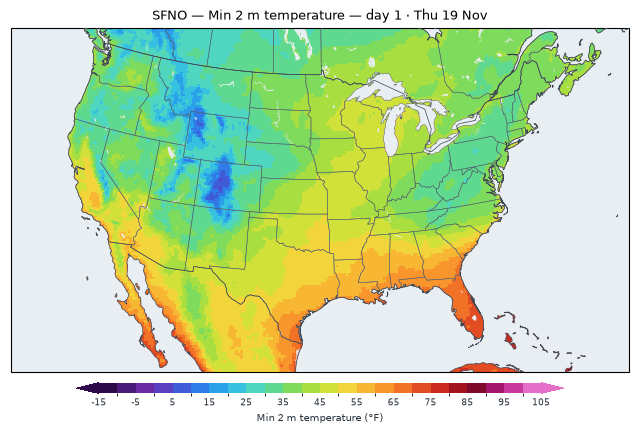 SFNO — Min 2 m temperature — day 1 · Thu 19 Nov
-15 -5 5 15 25 35 45 55 65 75 85 95 105
Min 2 m temperature (°F)